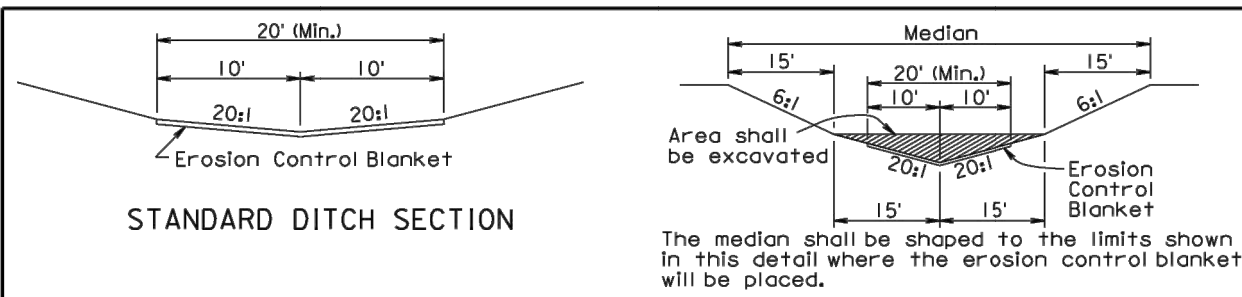 20' (Min.)
10' 10'
20:1 20:1
Erosion Control Blanket
STANDARD DITCH SECTION
Median
15' 15'
20' (Min.)
6:1 10' 10' 6:1
Area shall
be excavated
20:1 20:1
Erosion
Control
Blanket
15' 15'
The median shall be shaped to the limits shown
in this detail where the erosion control blanket
will be placed.